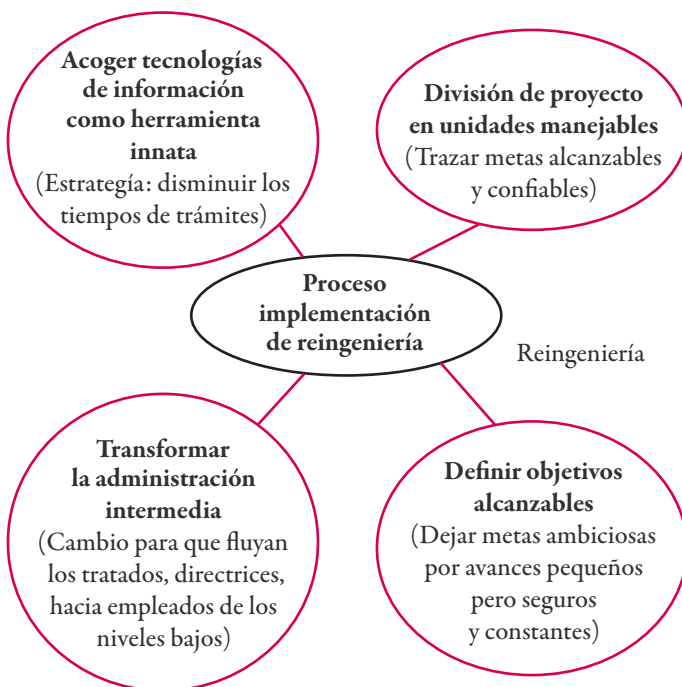 Acoger tecnologías
de información
como herramienta
innata
(Estrategía: disminuir los
tiempos de trámites)
División de proyecto
en unidades manejables
(Trazar metas alcanzables
y confiables)
Proceso
implementación
de reingeniería
Reingeniería
Transformar
la administración
intermedia
(Cambio para que fluyan
los tratados, directrices,
hacia empleados de los
niveles bajos)
Definir objetivos
alcanzables
(Dejar metas ambiciosas
por avances pequeños
pero seguros
y constantes)